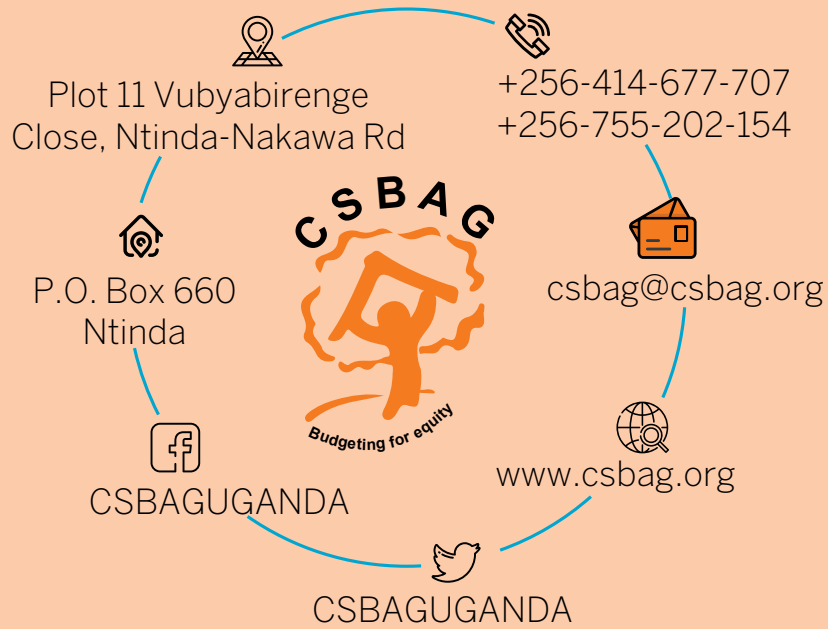 Plot 11 Vubyabirenge
Close, Ntinda-Nakawa Rd
+256-414-677-707
+256-755-202-154
CSBAG
Budgeting for equity
P.O. Box 660
Ntinda
csbag@csbag.org
CSBAGUGANDA
www.csbag.org
CSBAGUGANDA